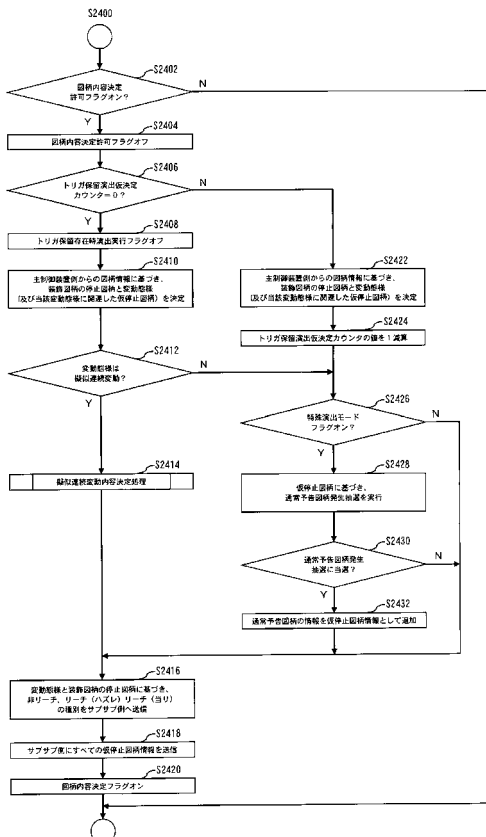 S2400
S2402
図柄内容決定
許可フラグオン?
N
Y
S2404
図柄内容決定許可フラグオフ
S2406
トリガ保留演出仮決定
カウンター=0?
N
Y
S2408
トリガ保留存在時演出実行フラグオフ
S2410
主制御装置側からの図柄情報に基づき、
装飾図柄の停止図柄と変動態様
(及び当該変動態様に関連した仮停止図柄)を決定
S2422
主制御装置側からの図柄情報に基づき、
装飾図柄の停止図柄と変動態様
(及び当該変動態様に関連した仮停止図柄)を決定
S2424
トリガ保留演出仮決定カウンタの値を1減算
S2412
変動態様は
擬似連続変動?
N
Y
S2426
特殊演出モード
フラグオン?
N
Y
S2414
擬似連続変動内容決定処理
S2428
仮停止図柄に基づき、
通常予告図柄発生抽選を実行
S2430
通常予告図柄発生
抽選に当選?
N
Y
S2432
通常予告図柄の情報を仮停止図柄情報として追加
S2416
変動態様と装飾図柄の停止図柄に基づき、
非リーチ、リーチ(ハズレ)リーチ(当り)
の種別をサブサブ側へ送信
S2418
サブサブ側にすべての仮停止図柄情報を送信
S2420
図柄内容決定フラグオン